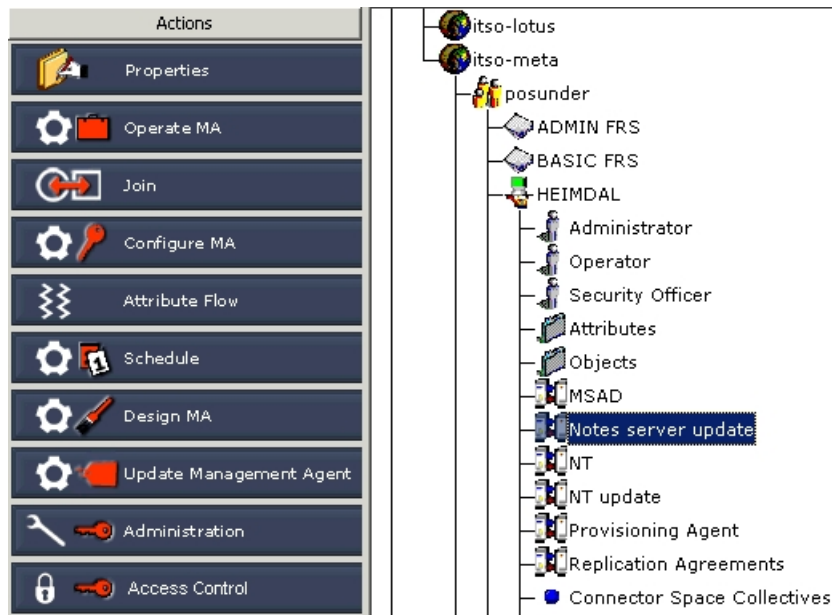 Actions
Properties
Operate MA
Join
Configure MA
Attribute Flow
Schedule
1
Design MA
Update Management Agent
Administration
Access Control
itso-lotus
itso-meta
posunder
ADMIN FRS
BASIC FRS
HEIMDAL
Administrator
Operator
Security Officer
Attributes
Objects
MSAD
Notes server update
NT
NT update
Provisioning Agent
Replication Agreements
Connector Space Collectives